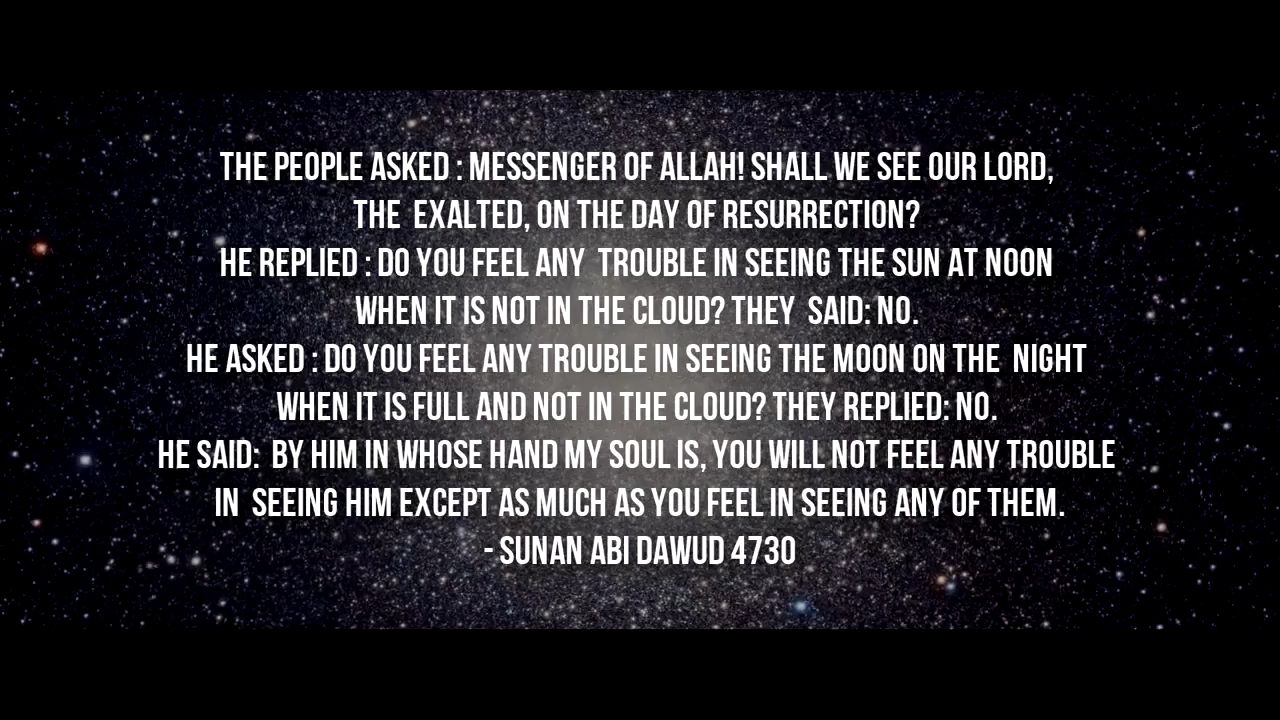 THE PEOPLE ASKED : MESSENGER OF ALLAH! SHALL WE SEE OUR LORD,
THE  EXALTED, ON THE DAY OF RESURRECTION?
HE REPLIED : DO YOU FEEL ANY  TROUBLE IN SEEING THE SUN AT NOON
WHEN IT IS NOT IN THE CLOUD? THEY  SAID: NO.
HE ASKED : DO YOU FEEL ANY TROUBLE IN SEEING THE MOON ON THE  NIGHT
WHEN IT IS FULL AND NOT IN THE CLOUD? THEY REPLIED: NO.
HE SAID:  BY HIM IN WHOSE HAND MY SOUL IS, YOU WILL NOT FEEL ANY TROUBLE
IN  SEEING HIM EXCEPT AS MUCH AS YOU FEEL IN SEEING ANY OF THEM.
- SUNAN ABI DAWUD 4730